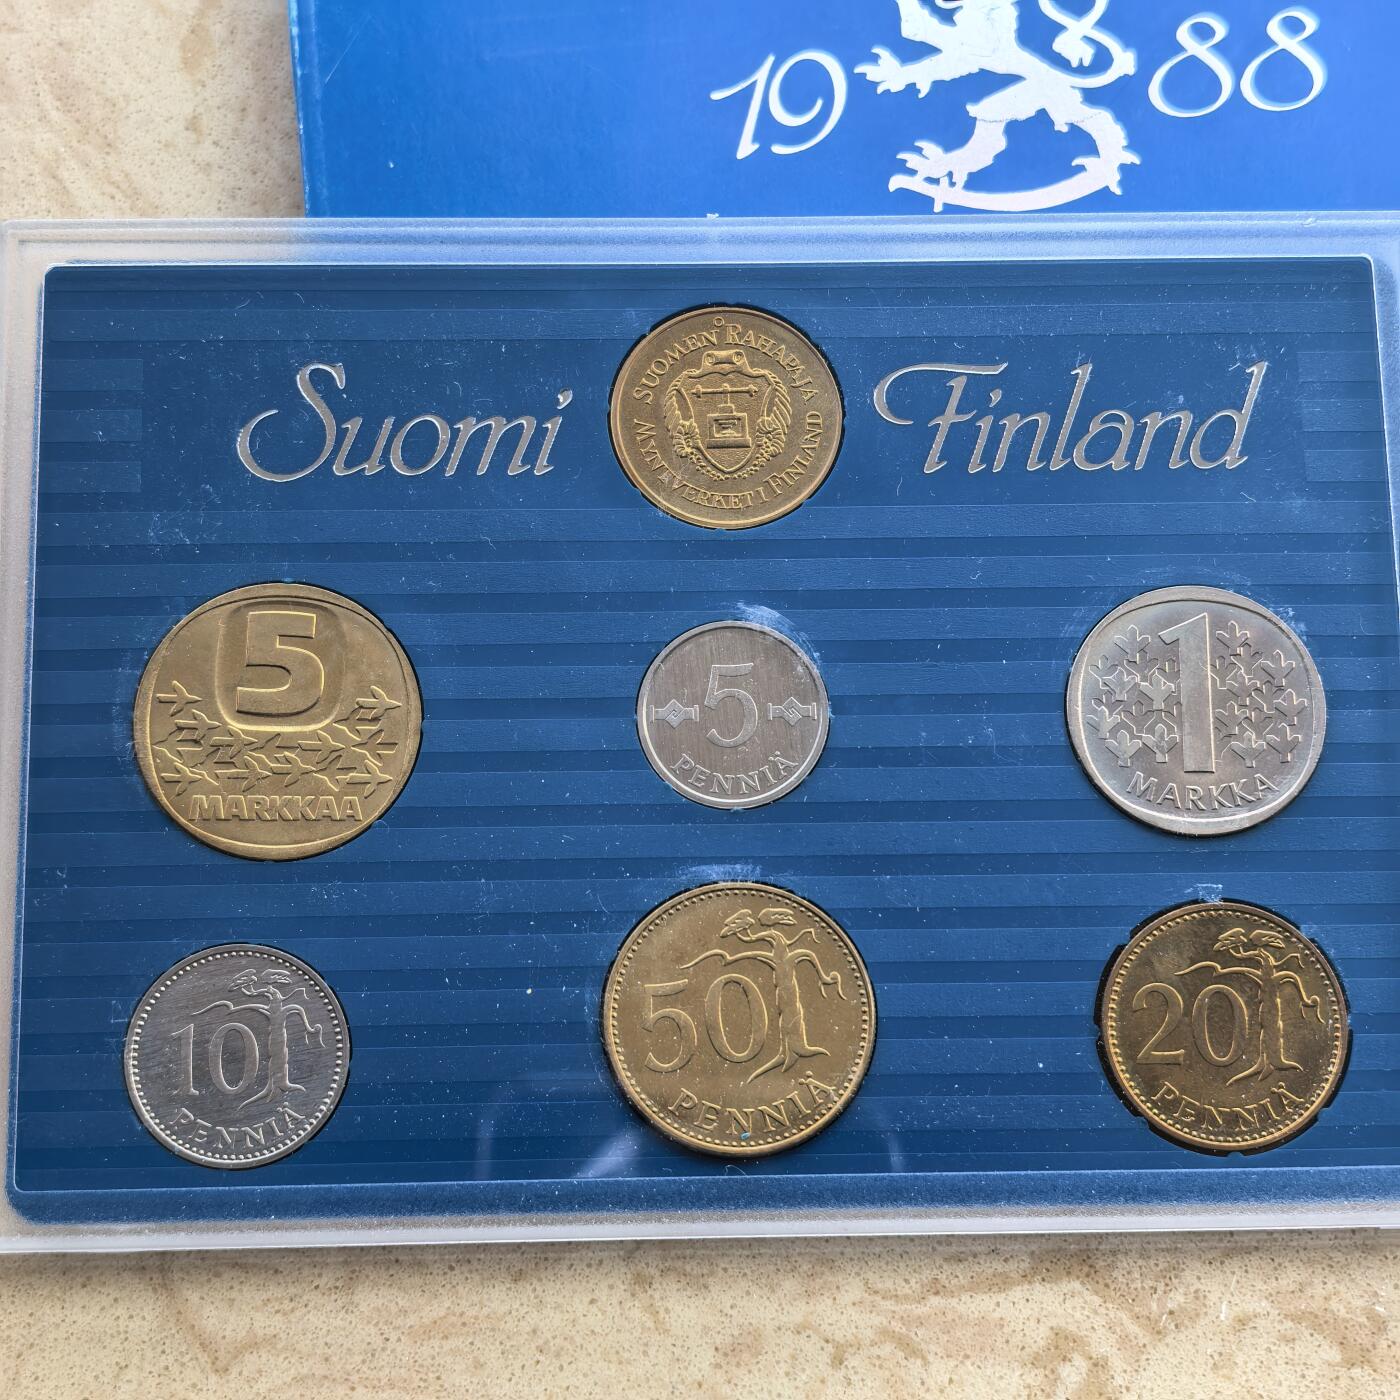 1988
Suomi
SUOMEN RAHAPAJA
MYNTVERKET I FINLAND
Finland
5
MARKKAA
5
PENNIÄ
1
MARKKA
10
PENNIÄ
50
PENNIÄ
20
PENNIÄ